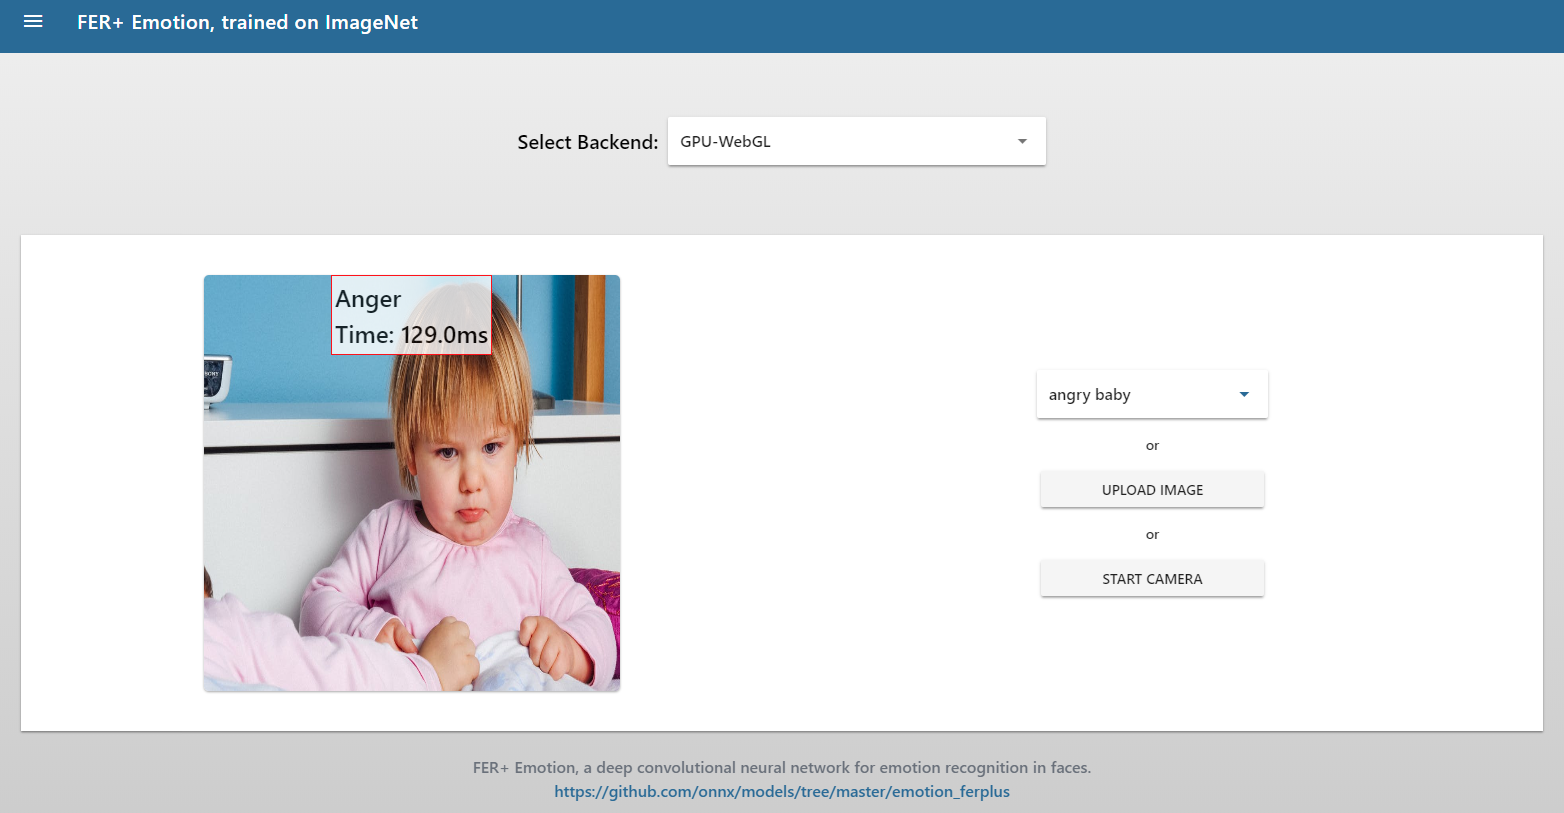 FER+ Emotion, trained on ImageNet
Select Backend:
GPU-WebGL
Anger
Time: 129.0ms
SONY
angry baby
or
UPLOAD IMAGE
or
START CAMERA
FER+ Emotion, a deep convolutional neural network for emotion recognition in faces.
https://github.com/onnx/models/tree/master/emotion_ferplus